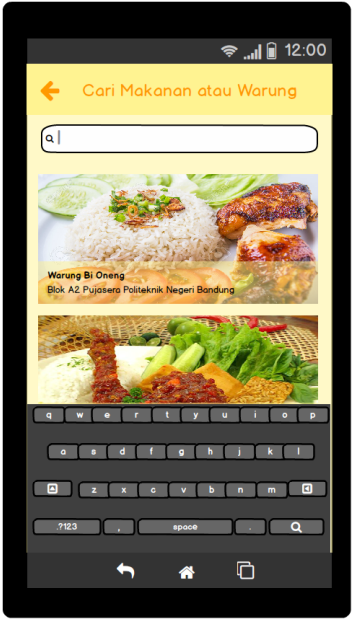 12:00
Cari Makanan atau Warung
Warung Bi Oneng
Blok A2 Pujasera Politeknik Negeri Bandung
q w e r t y u i o p
a s d f g h j k l
z x c v b n m
.?123 , space .